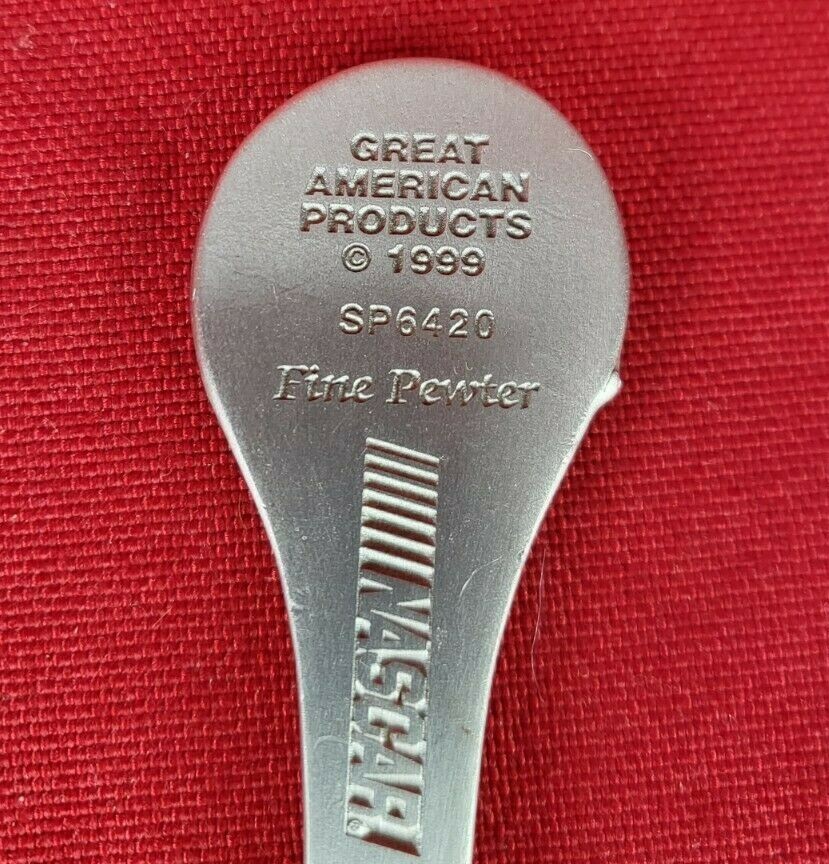 GREAT
AMERICAN
PRODUCTS
© 1999
SP6420
Fine Pewter
NASCAR®